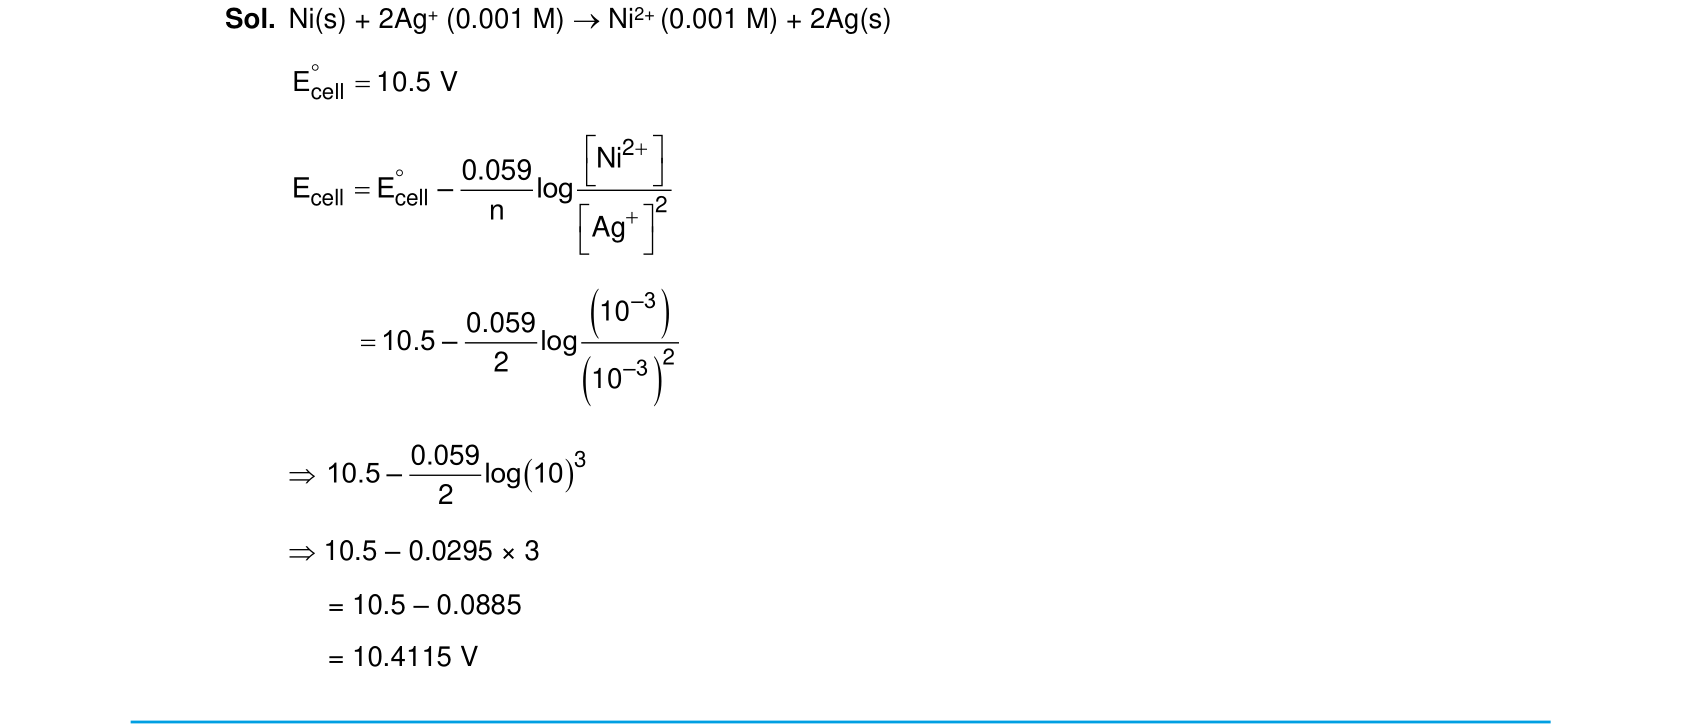 Sol. Ni(s) + 2Ag⁺ (0.001 M) → Ni²⁺ (0.001 M) + 2Ag(s)
E°cell = 10.5 V
Ecell = E°cell – 0.059/n log [Ni²⁺]/[Ag⁺]²
= 10.5 – 0.059/2 log (10⁻³)/(10⁻³)²
⇒ 10.5 – 0.059/2 log(10)³
⇒ 10.5 – 0.0295 × 3
= 10.5 – 0.0885
= 10.4115 V